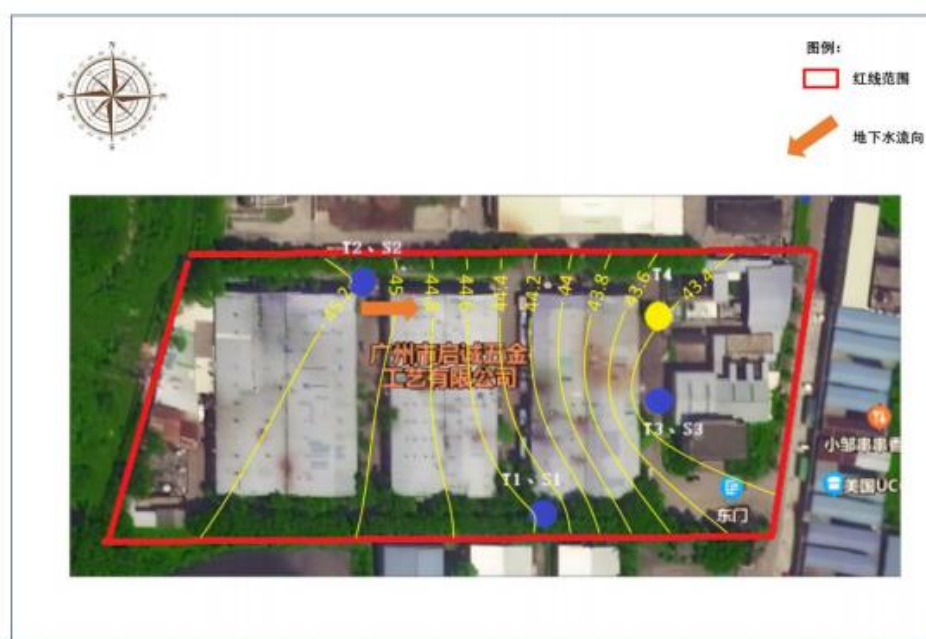 N
W
E
S
图例：
红线范围
地下水流向
T2、S2
T4
45.2
45
44.8
44.6
44.4
44.2
44
43.8
43.6
43.4
广州市启诚五金
工艺有限公司
T3、S3
小邹串串香
T1、S1
美国UC
东门